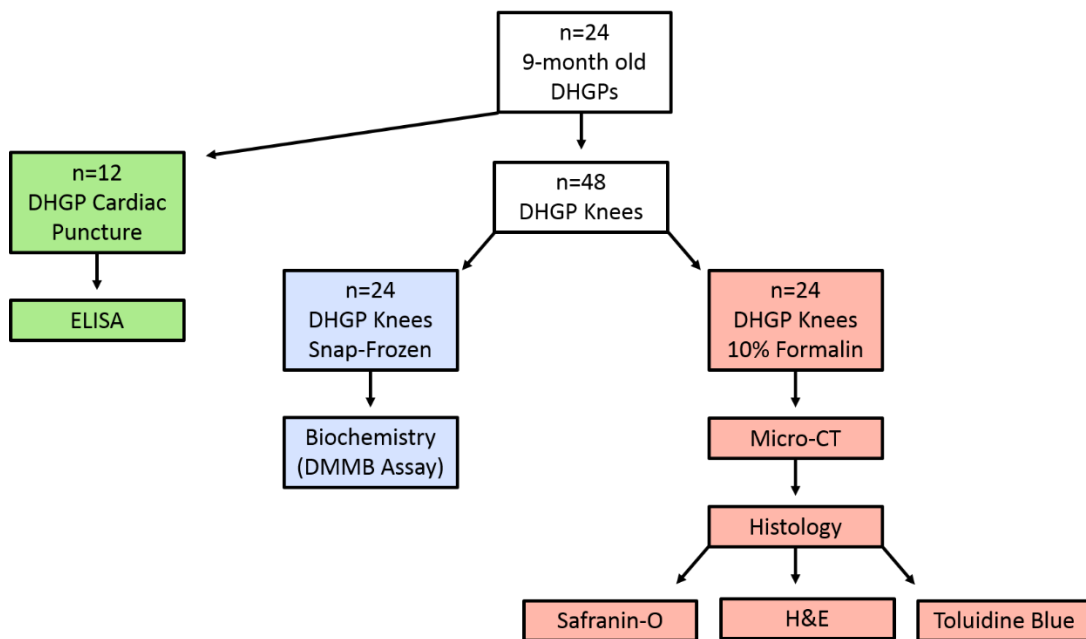 n=24
9-month old
DHGPs
n=12
DHGP Cardiac
Puncture
ELISA
n=48
DHGP Knees
n=24
DHGP Knees
Snap-Frozen
Biochemistry
(DMMB Assay)
n=24
DHGP Knees
10% Formalin
Micro-CT
Histology
Safranin-O
H&E
Toluidine Blue